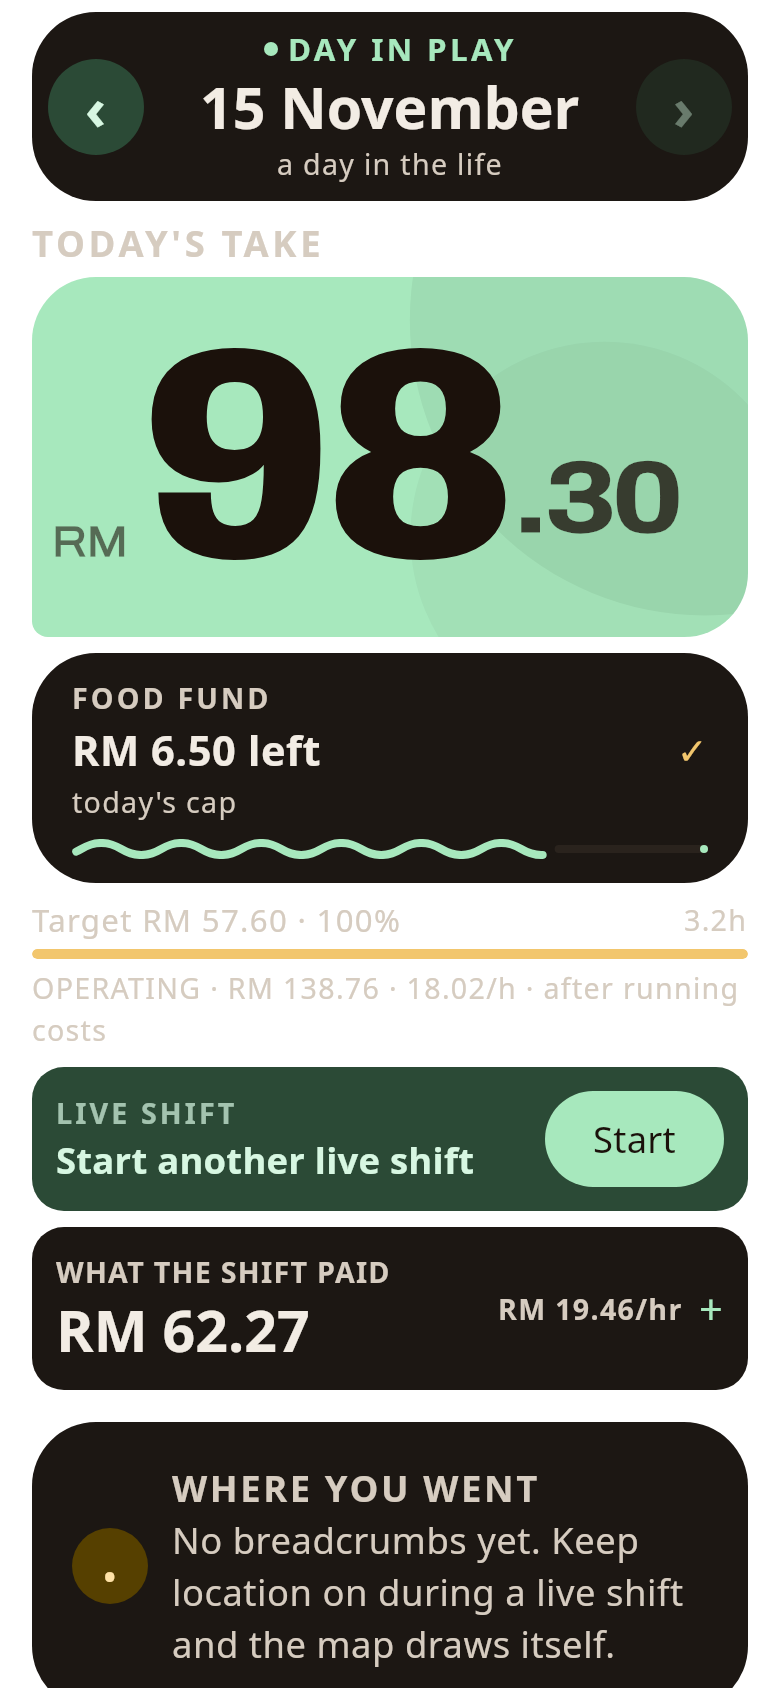 DAY IN PLAY
‹ 15 November ›
a day in the life
TODAY'S TAKE
RM 98.30
FOOD FUND
RM 6.50 left ✓
today's cap
Target RM 57.60 · 100% 3.2h
OPERATING · RM 138.76 · 18.02/h · after running
costs
LIVE SHIFT
Start another live shift
Start
WHAT THE SHIFT PAID
RM 62.27
RM 19.46/hr +
WHERE YOU WENT
No breadcrumbs yet. Keep
location on during a live shift
and the map draws itself.